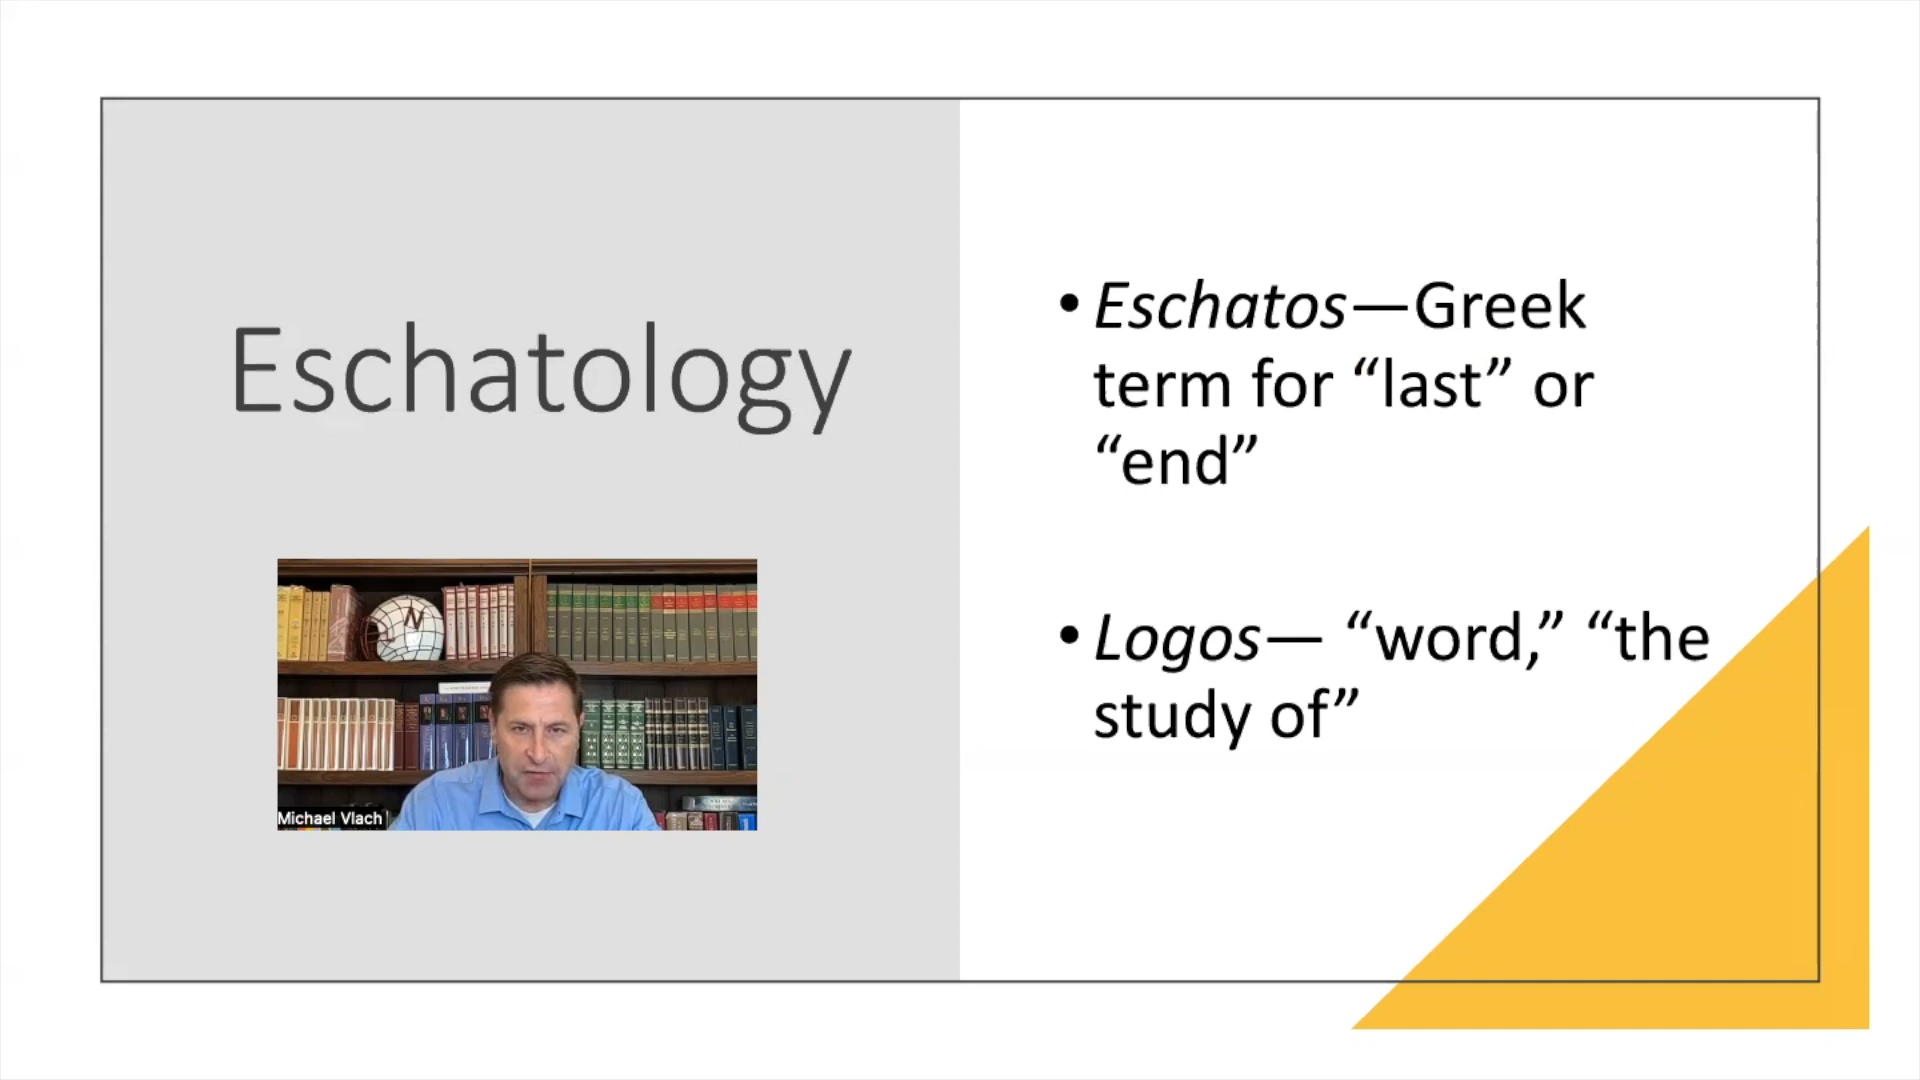 Eschatology
• Eschatos—Greek
term for “last” or
“end”
• Logos— “word,” “the
study of”
N
Michael Vlach